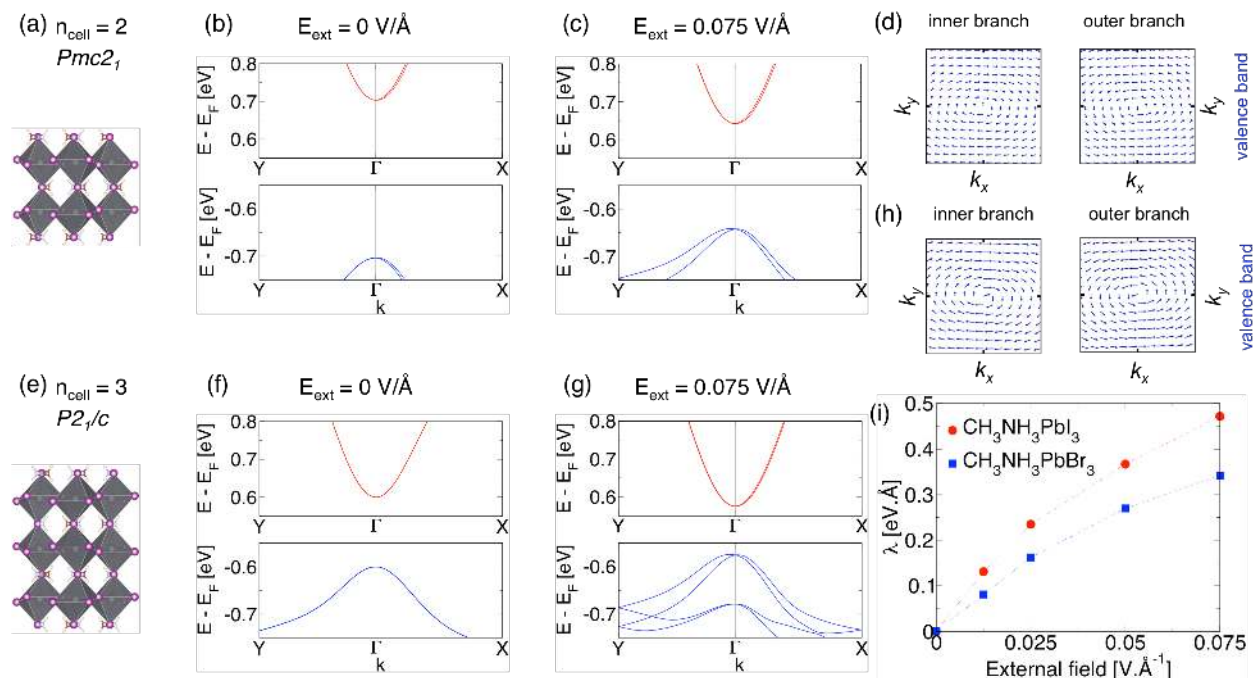 (a) n_cell = 2
Pmc2₁
(b) E_ext = 0 V/Å
E - E_F [eV]
0.8
0.7
0.6
Y Γ X
E - E_F [eV]
-0.6
-0.7
Y Γ X
k
(c) E_ext = 0.075 V/Å
E - E_F [eV]
0.8
0.7
0.6
Y Γ X
E - E_F [eV]
-0.6
-0.7
Y Γ X
k
(d) inner branch outer branch
k_y k_y
k_x k_x
valence band
(h) inner branch outer branch
k_y k_y
k_x k_x
valence band
(e) n_cell = 3
P2₁/c
(f) E_ext = 0 V/Å
E - E_F [eV]
0.8
0.7
0.6
Y Γ X
E - E_F [eV]
-0.6
-0.7
Y Γ X
k
(g) E_ext = 0.075 V/Å
E - E_F [eV]
0.8
0.7
0.6
Y Γ X
E - E_F [eV]
-0.6
-0.7
Y Γ X
k
(i)
CH₃NH₃PbI₃
CH₃NH₃PbBr₃
λ [eV.Å]
0.5
0.4
0.3
0.2
0.1
0
0 0.025 0.05 0.075
External field [V.Å⁻¹]